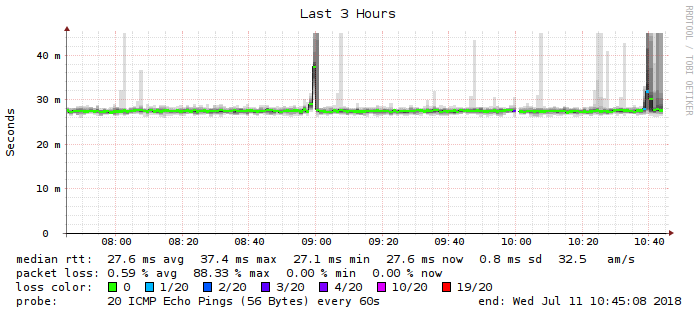 Last 3 Hours
RRDTOOL / TOBI OETIKER
Seconds
40 m
30 m
20 m
10 m
0
08:00 08:20 08:40 09:00 09:20 09:40 10:00 10:20 10:40
median rtt: 27.6 ms avg 37.4 ms max 27.1 ms min 27.6 ms now 0.8 ms sd 32.5 am/s
packet loss: 0.59 % avg 88.33 % max 0.00 % min 0.00 % now
loss color: 0 1/20 2/20 3/20 4/20 10/20 19/20
probe: 20 ICMP Echo Pings (56 Bytes) every 60s end: Wed Jul 11 10:45:08 2018